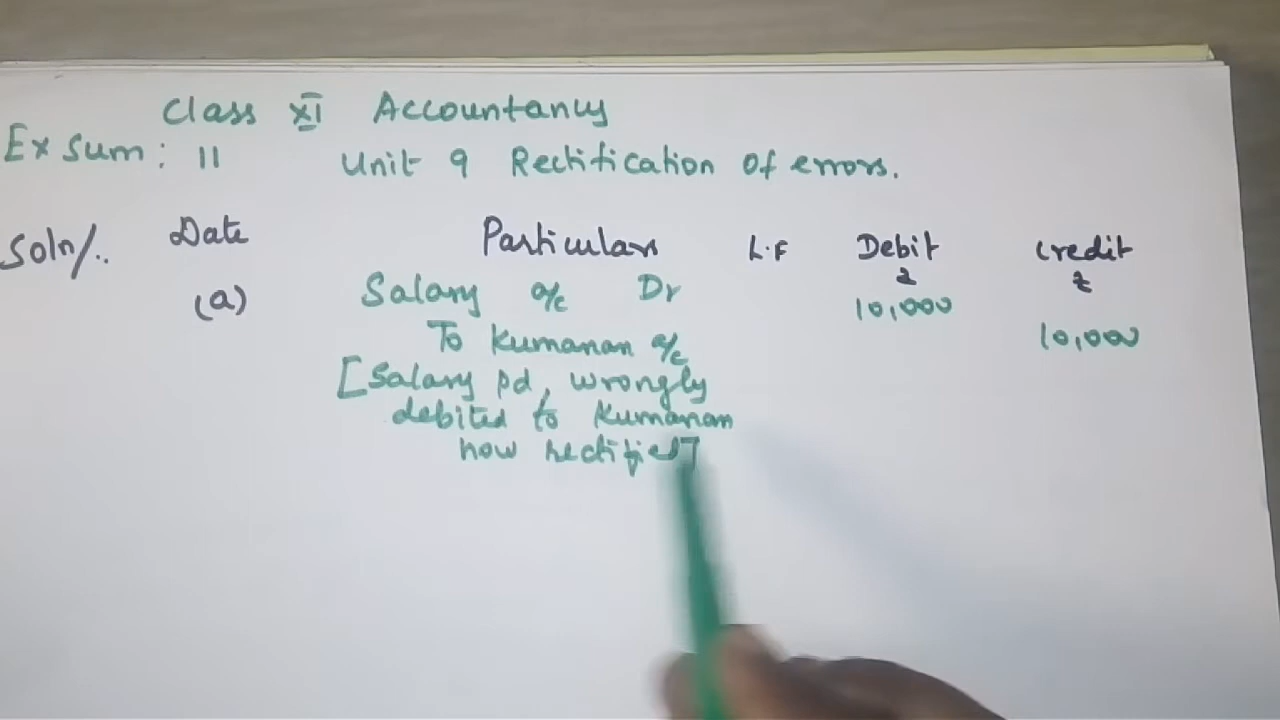 Class XI Accountancy
Ex Sum: 11 Unit 9 Rectification Of errors.
Soln/.. Date Particulars L.F Debit ₹ Credit ₹
(a) Salary a/c Dr 10,000
To Kumanan a/c 10,000
[Salary pd, wrongly
debited to Kumanan
now rectified]